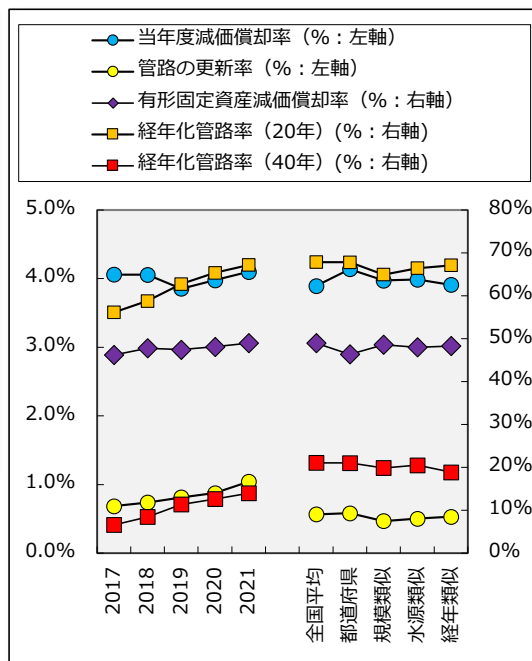 当年度減価償却率（%：左軸）
管路の更新率（%：左軸）
有形固定資産減価償却率（%：右軸）
経年化管路率（20年）(%：右軸)
経年化管路率（40年）(%：右軸)
5.0%
4.0%
3.0%
2.0%
1.0%
0.0%
80%
70%
60%
50%
40%
30%
20%
10%
0%
2017
2018
2019
2020
2021
全国平均
都道府県
規模類似
水源類似
経年類似